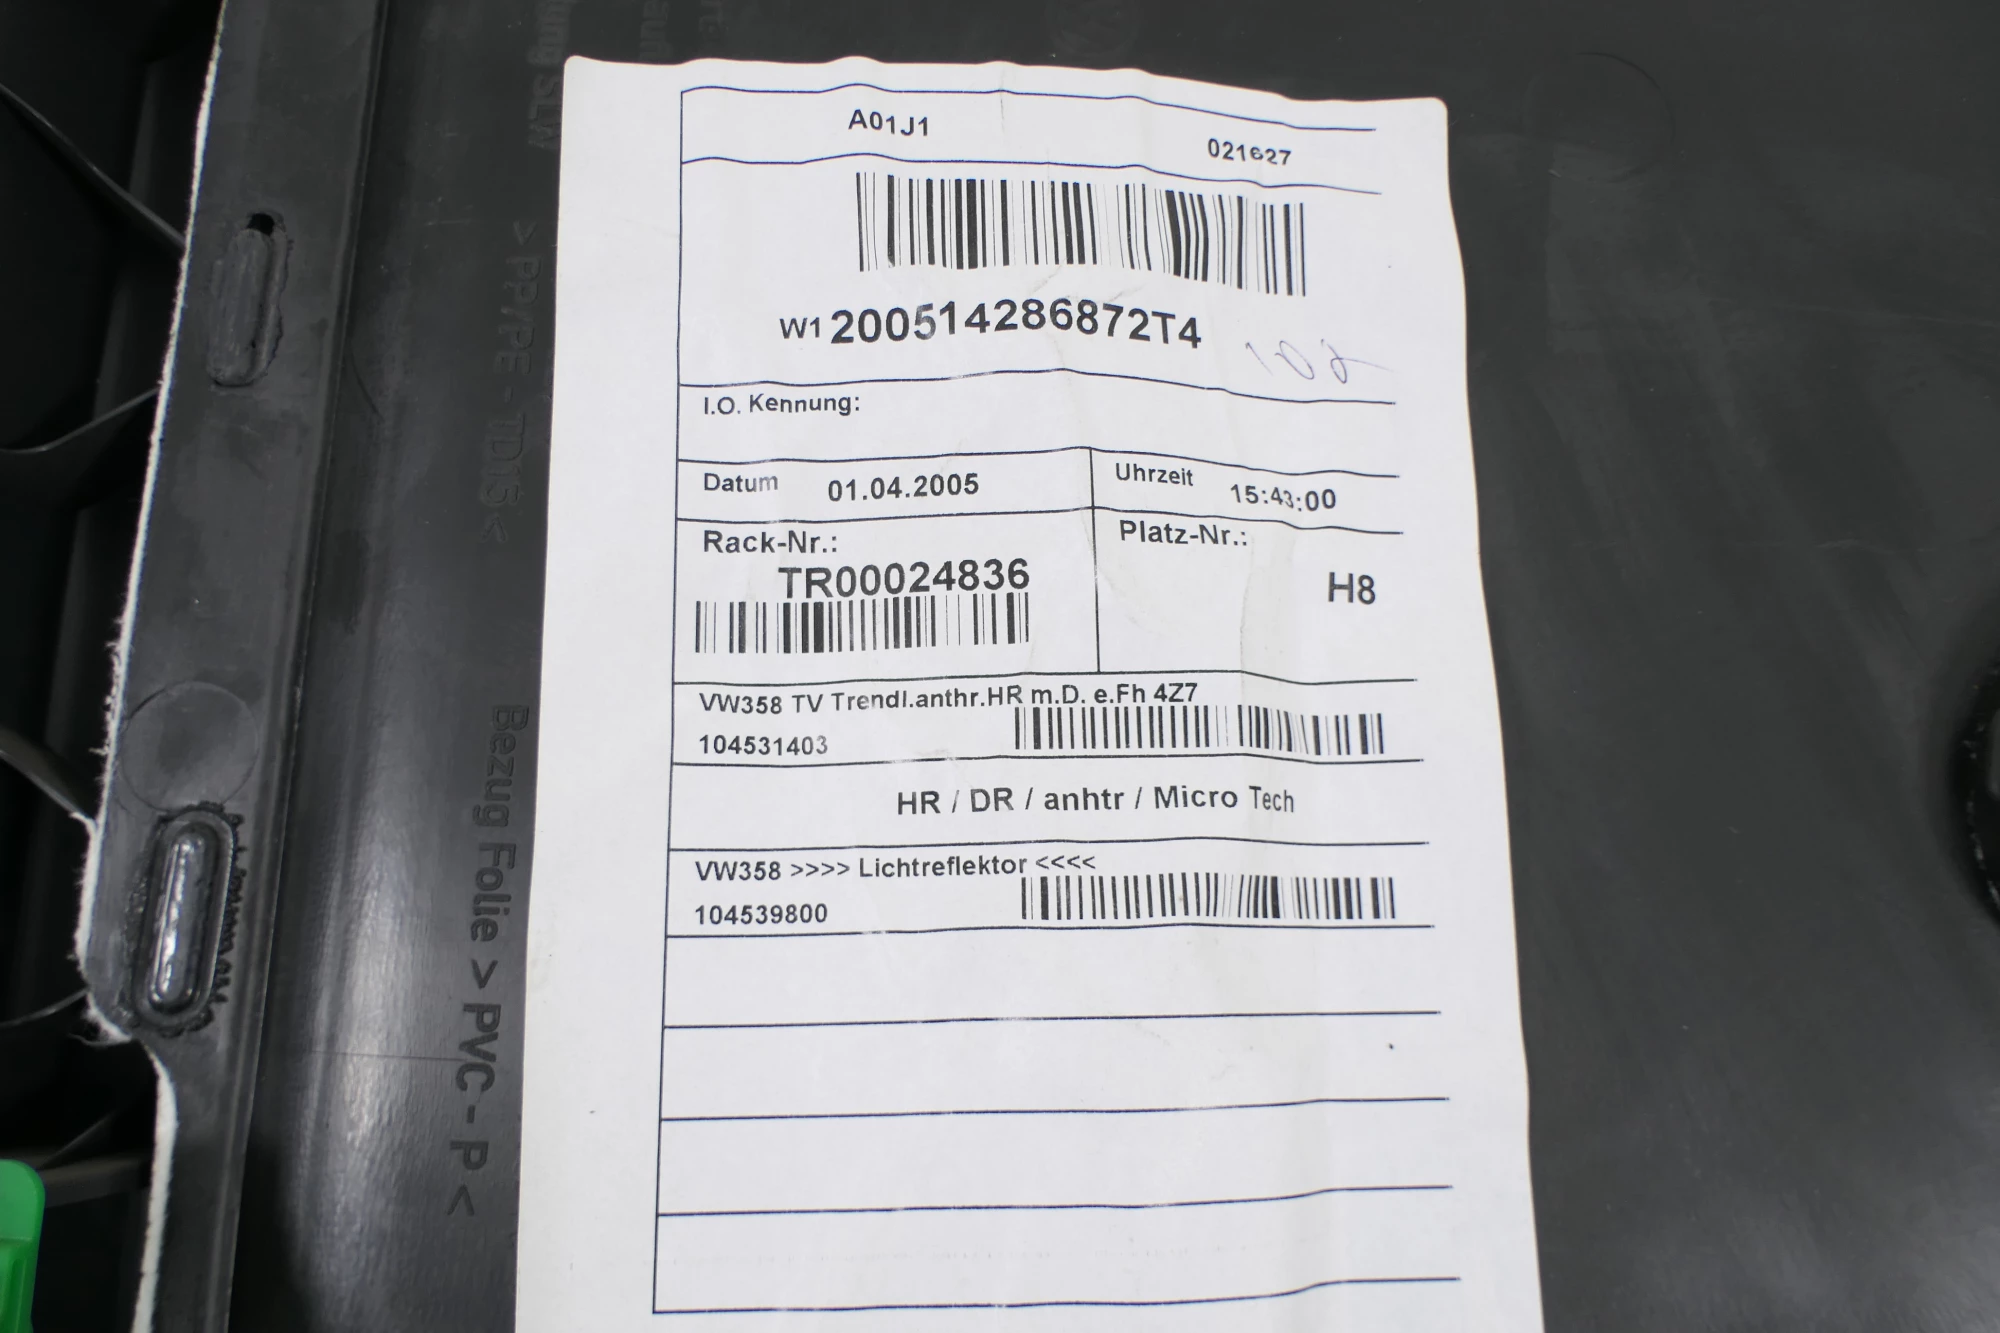 A01J1
021627
W1 200514286872T4
102
I.O. Kennung:
Datum 01.04.2005
Uhrzeit 15:43:00
Rack-Nr.:
TR00024836
Platz-Nr.:
H8
VW358 TV Trendl.anthr.HR m.D. e.Fh 4Z7
104531403
HR / DR / anhtr / Micro Tech
VW358 >>>> Lichtreflektor <<<<
104539800
> PP/PE - TD15 <
Bezug Folie > PVC - P <